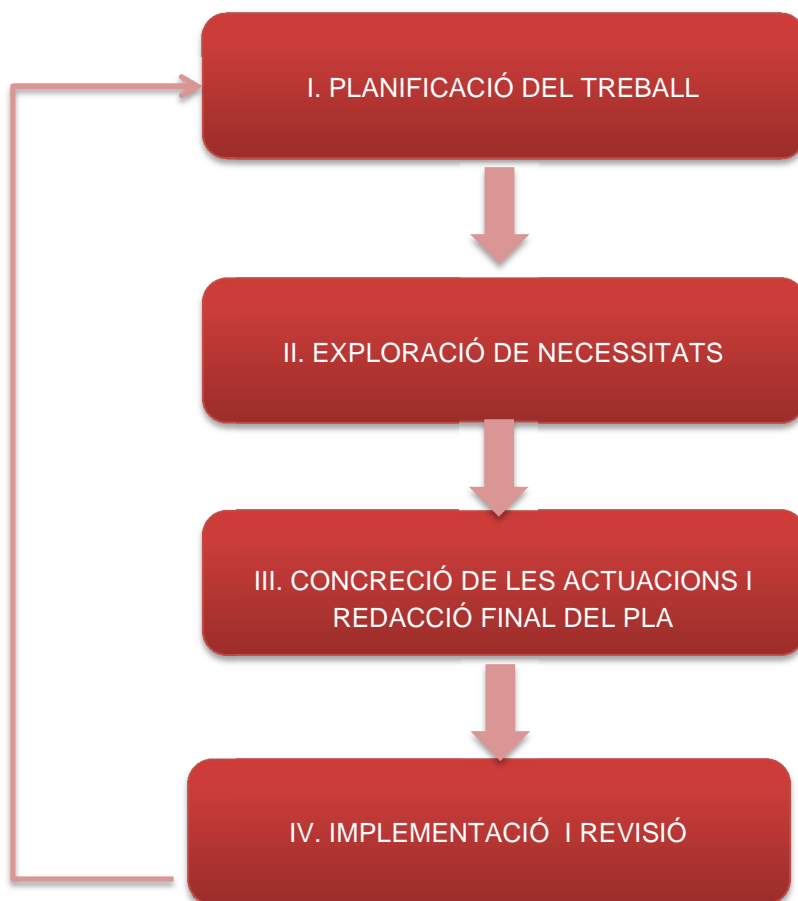 I. PLANIFICACIÓ DEL TREBALL
II. EXPLORACIÓ DE NECESSITATS
III. CONCRECIÓ DE LES ACTUACIONS I
REDACCIÓ FINAL DEL PLA
IV. IMPLEMENTACIÓ I REVISIÓ